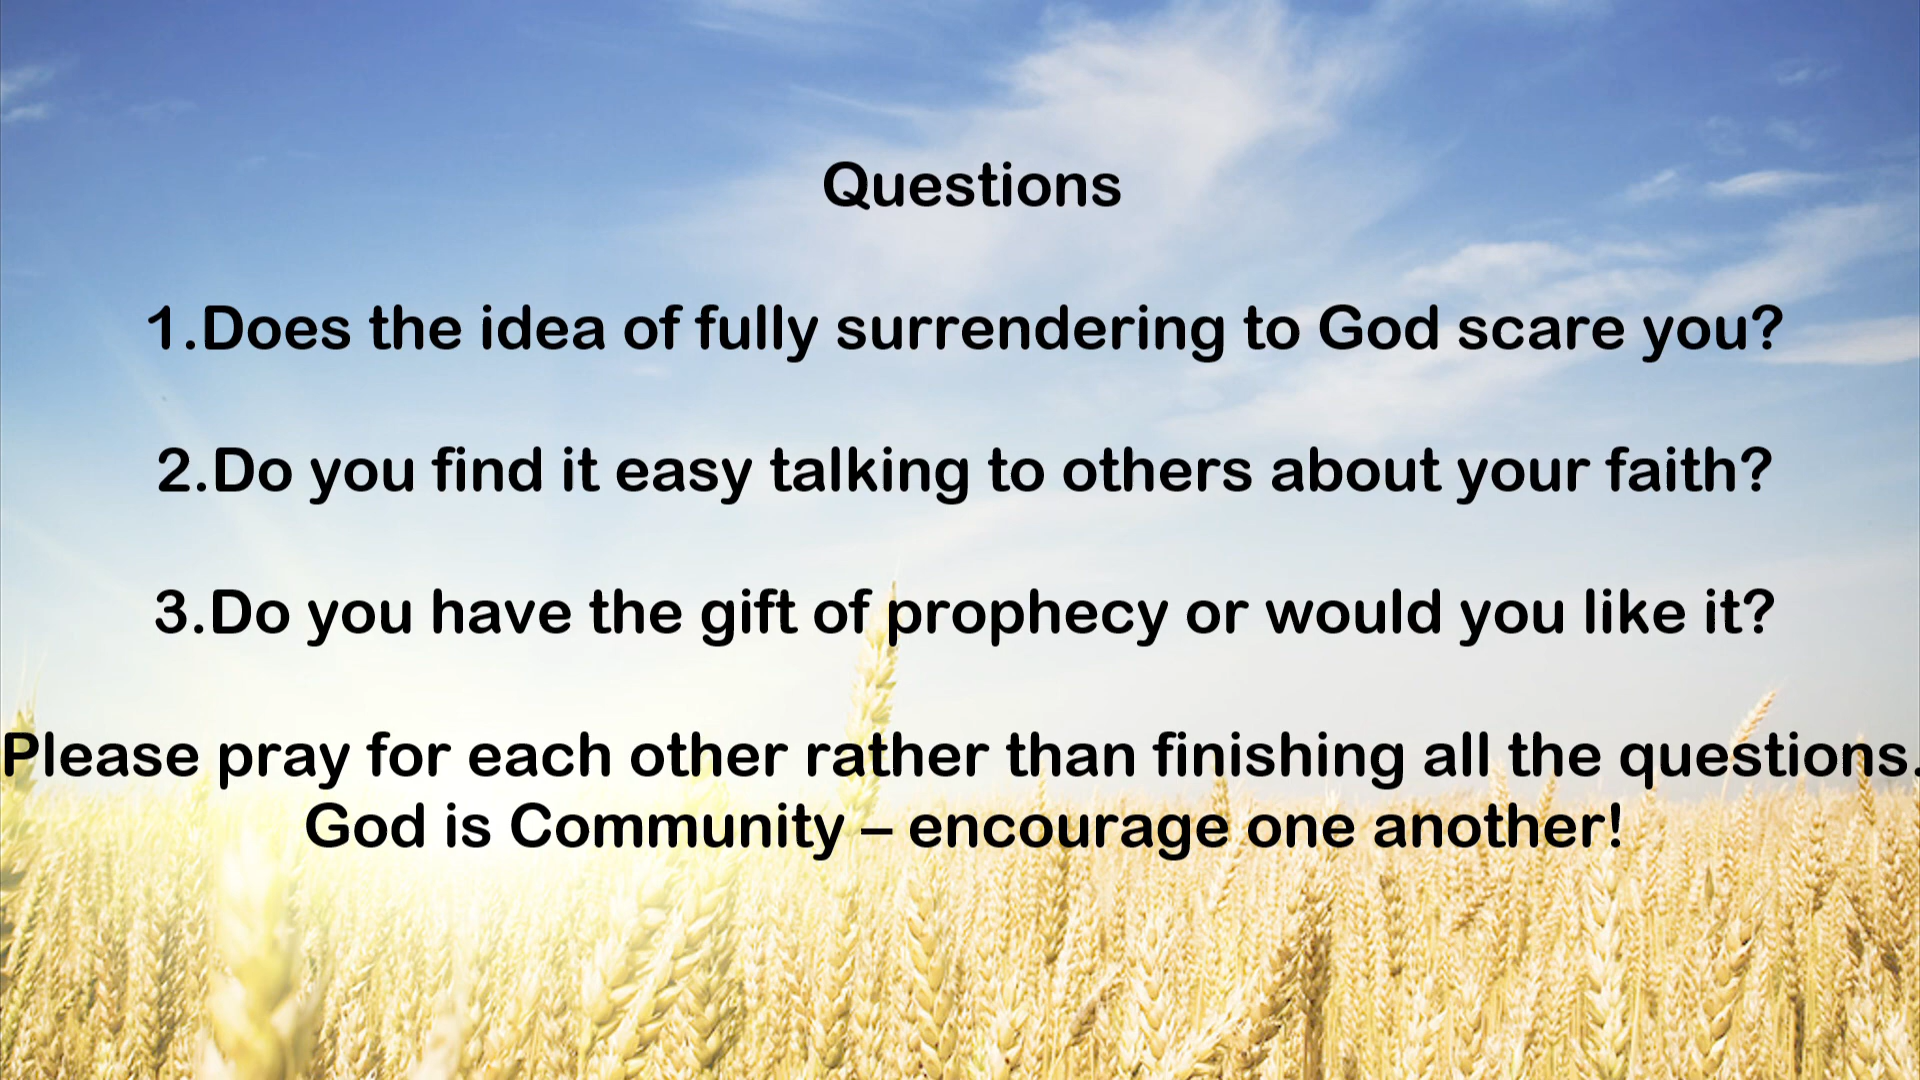 Questions
1.Does the idea of fully surrendering to God scare you?
2.Do you find it easy talking to others about your faith?
3.Do you have the gift of prophecy or would you like it?
Please pray for each other rather than finishing all the questions.
God is Community – encourage one another!